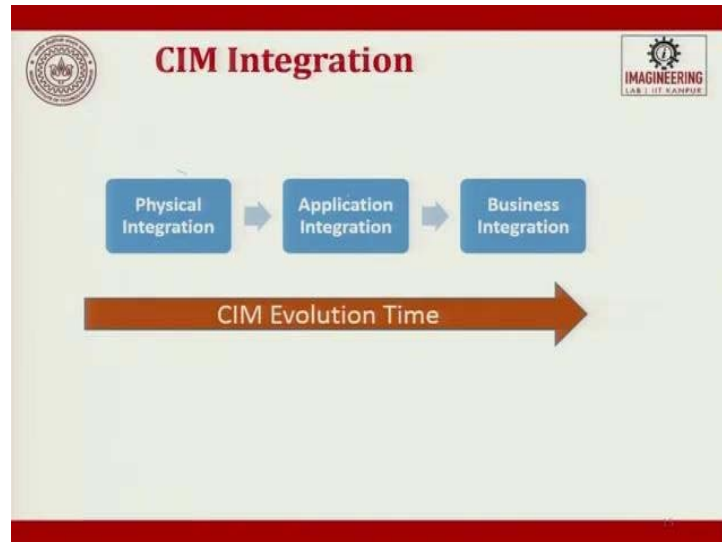 CIM Integration
IMAGINEERING
LAB | IIT KANPUR
Physical
Integration
Application
Integration
Business
Integration
CIM Evolution Time